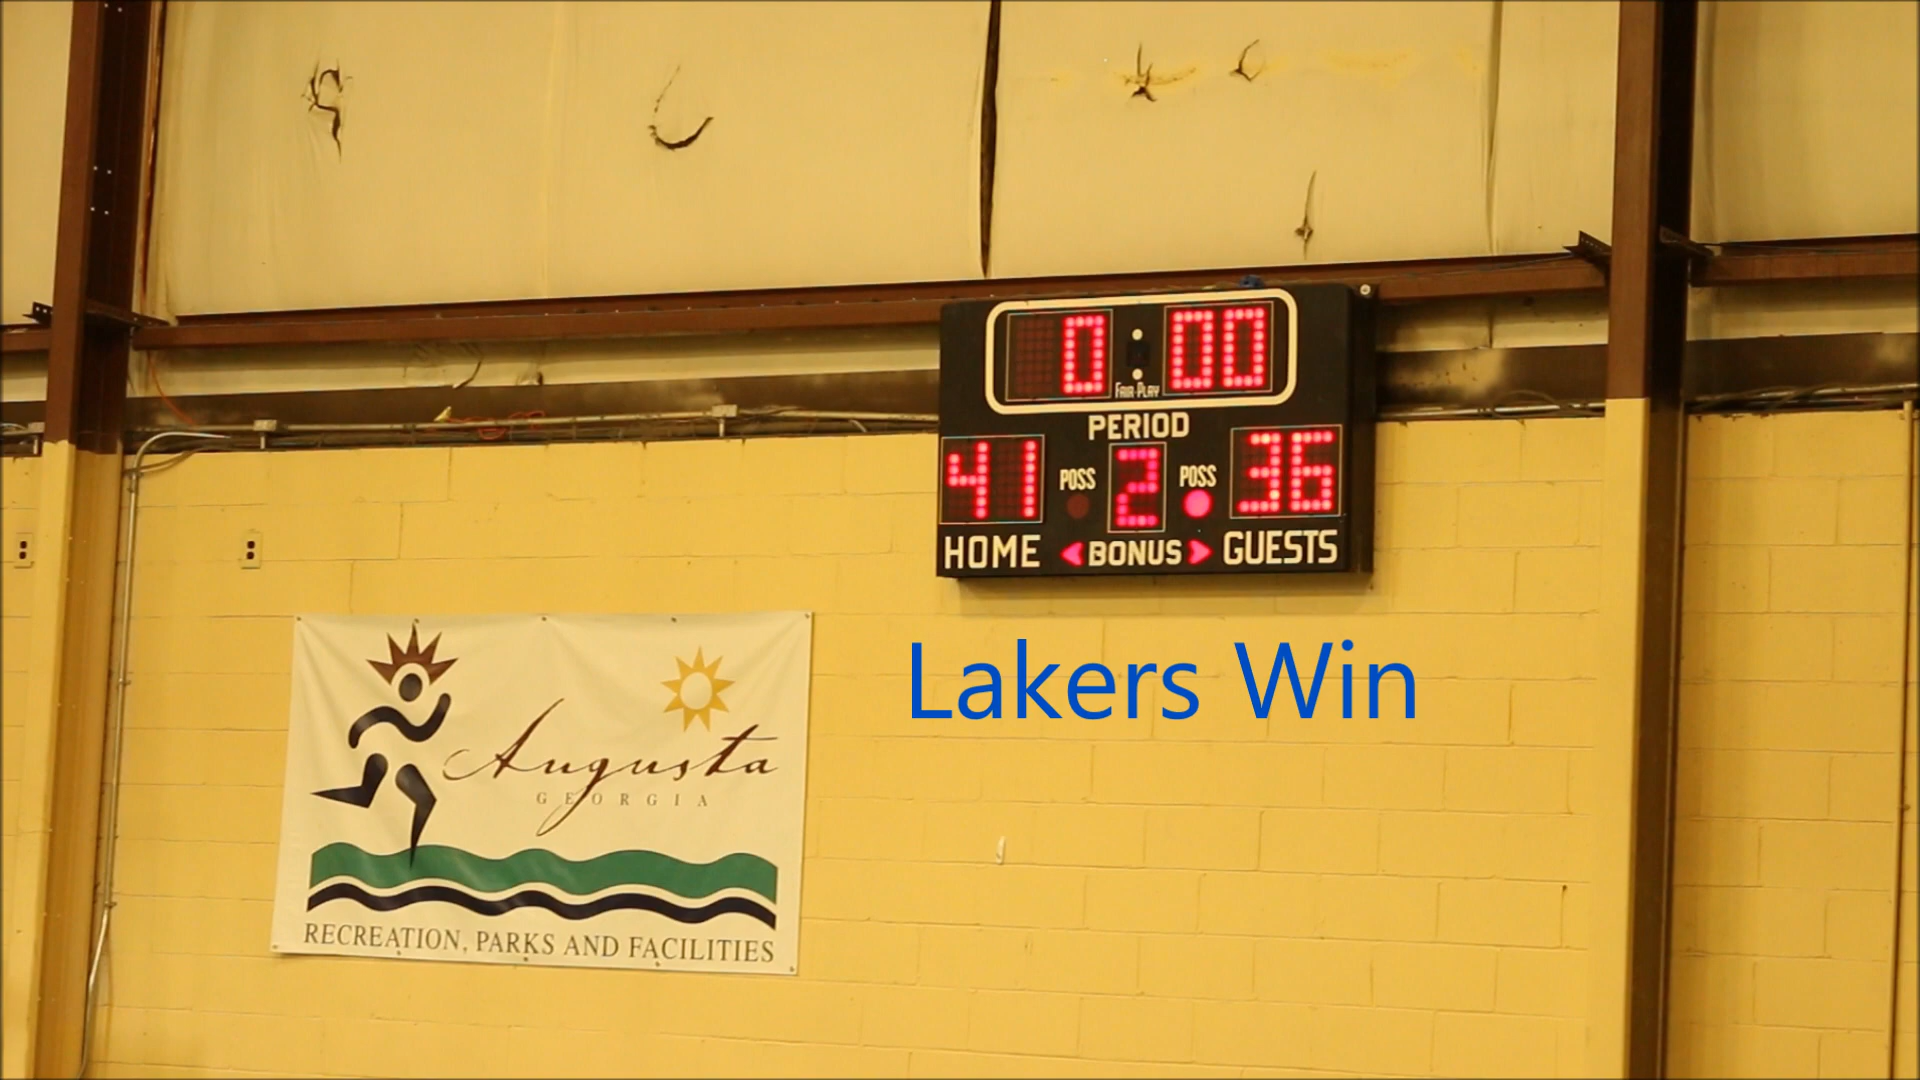 0:00
FAIR-PLAY
PERIOD
41 POSS 2 POSS 36
HOME BONUS GUESTS
Lakers Win
Augusta
GEORGIA
RECREATION, PARKS AND FACILITIES